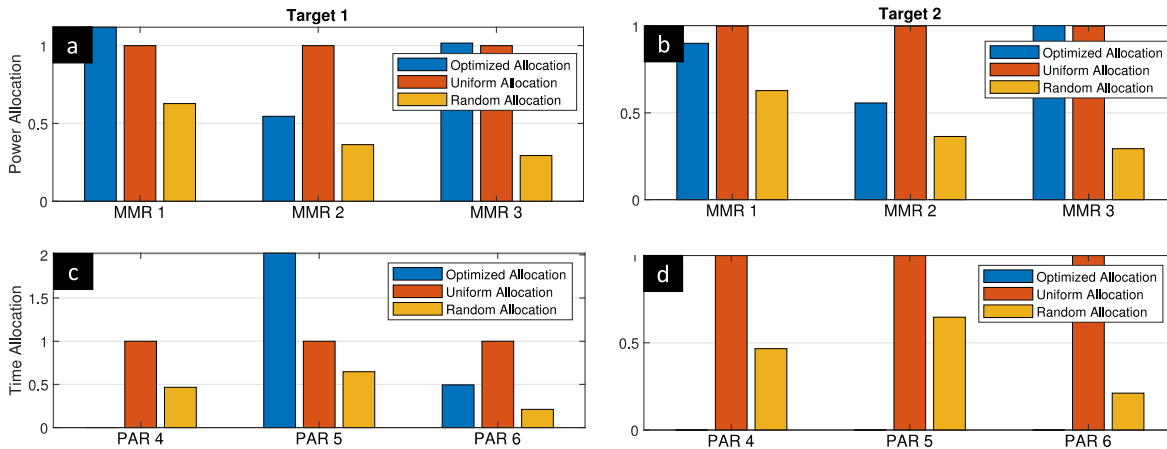 Target 1
a
Power Allocation
1
0.5
0
Optimized Allocation
Uniform Allocation
Random Allocation
MMR 1
MMR 2
MMR 3
Target 2
b
1
0.5
0
Optimized Allocation
Uniform Allocation
Random Allocation
MMR 1
MMR 2
MMR 3
c
Time Allocation
2
1.5
1
0.5
0
Optimized Allocation
Uniform Allocation
Random Allocation
PAR 4
PAR 5
PAR 6
d
1
0.5
0
Optimized Allocation
Uniform Allocation
Random Allocation
PAR 4
PAR 5
PAR 6